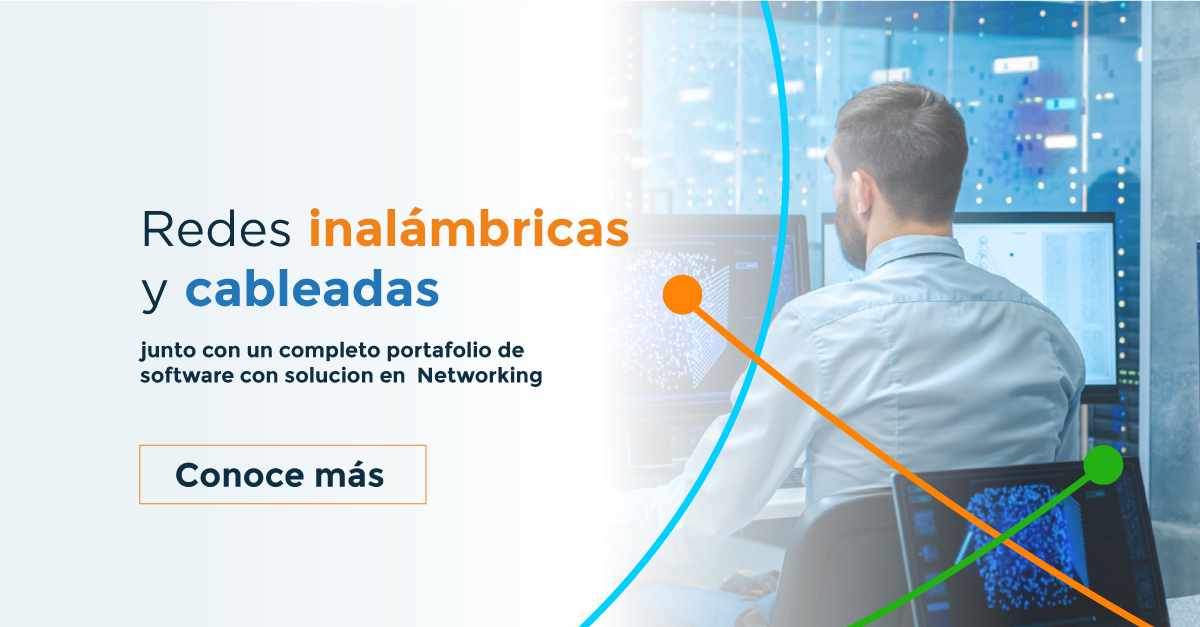 Redes inalámbricas
y cableadas
junto con un completo portafolio de
software con solucion en  Networking
Conoce más